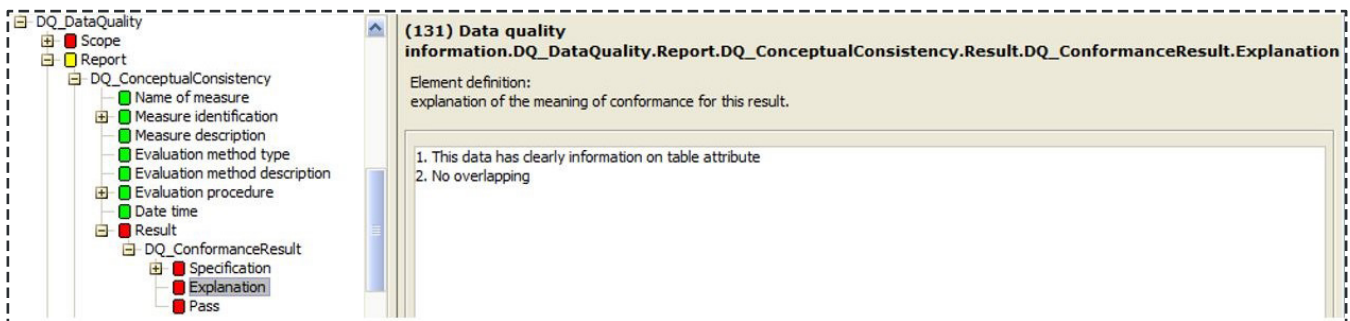 DQ_DataQuality
Scope
Report
DQ_ConceptualConsistency
Name of measure
Measure identification
Measure description
Evaluation method type
Evaluation method description
Evaluation procedure
Date time
Result
DQ_ConformanceResult
Specification
Explanation
Pass
(131) Data quality
information.DQ_DataQuality.Report.DQ_ConceptualConsistency.Result.DQ_ConformanceResult.Explanation
Element definition:
explanation of the meaning of conformance for this result.
1. This data has clearly information on table attribute
2. No overlapping